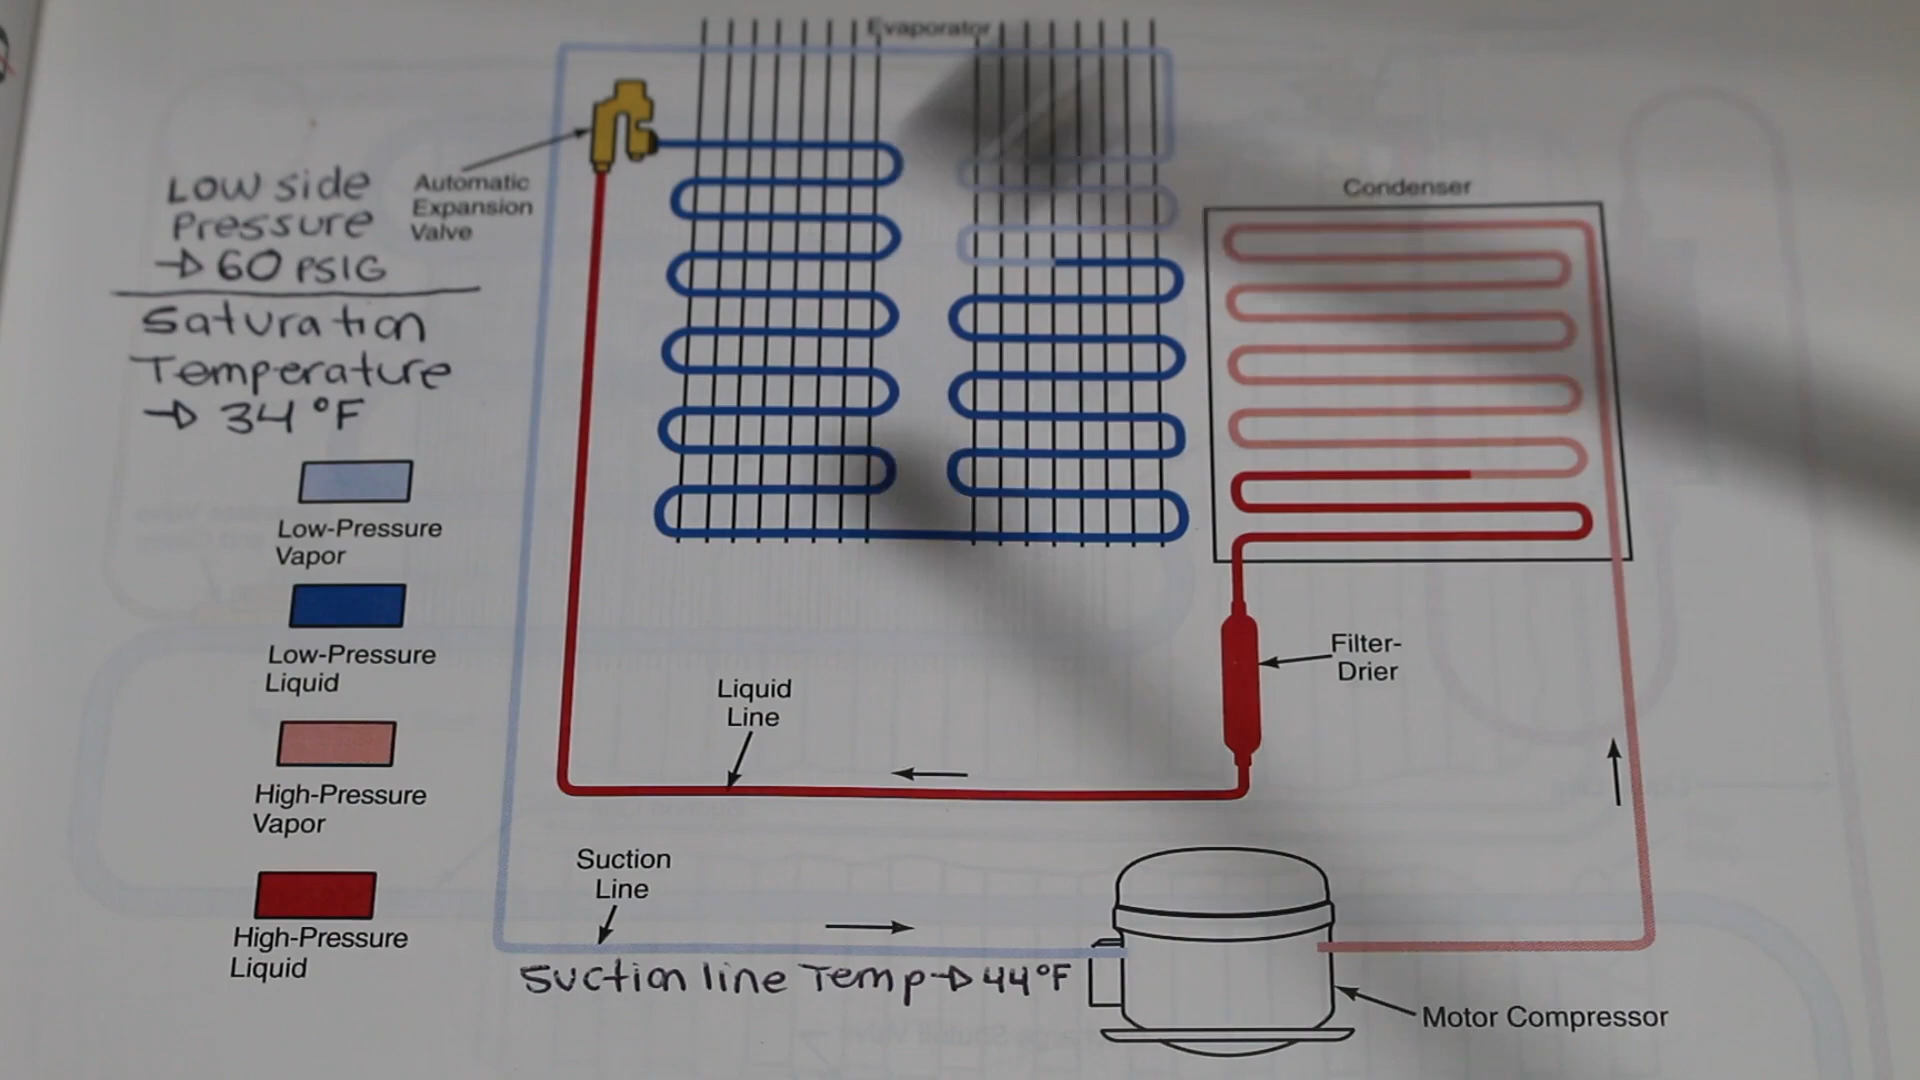 Evaporator
Low side
Pressure
→ 60 PSIG
Saturation
Temperature
→ 34 °F
Automatic
Expansion
Valve
Condenser
Low-Pressure
Vapor
Low-Pressure
Liquid
High-Pressure
Vapor
High-Pressure
Liquid
Liquid
Line
Filter-
Drier
Suction
Line
Suction line Temp → 44°F
Motor Compressor